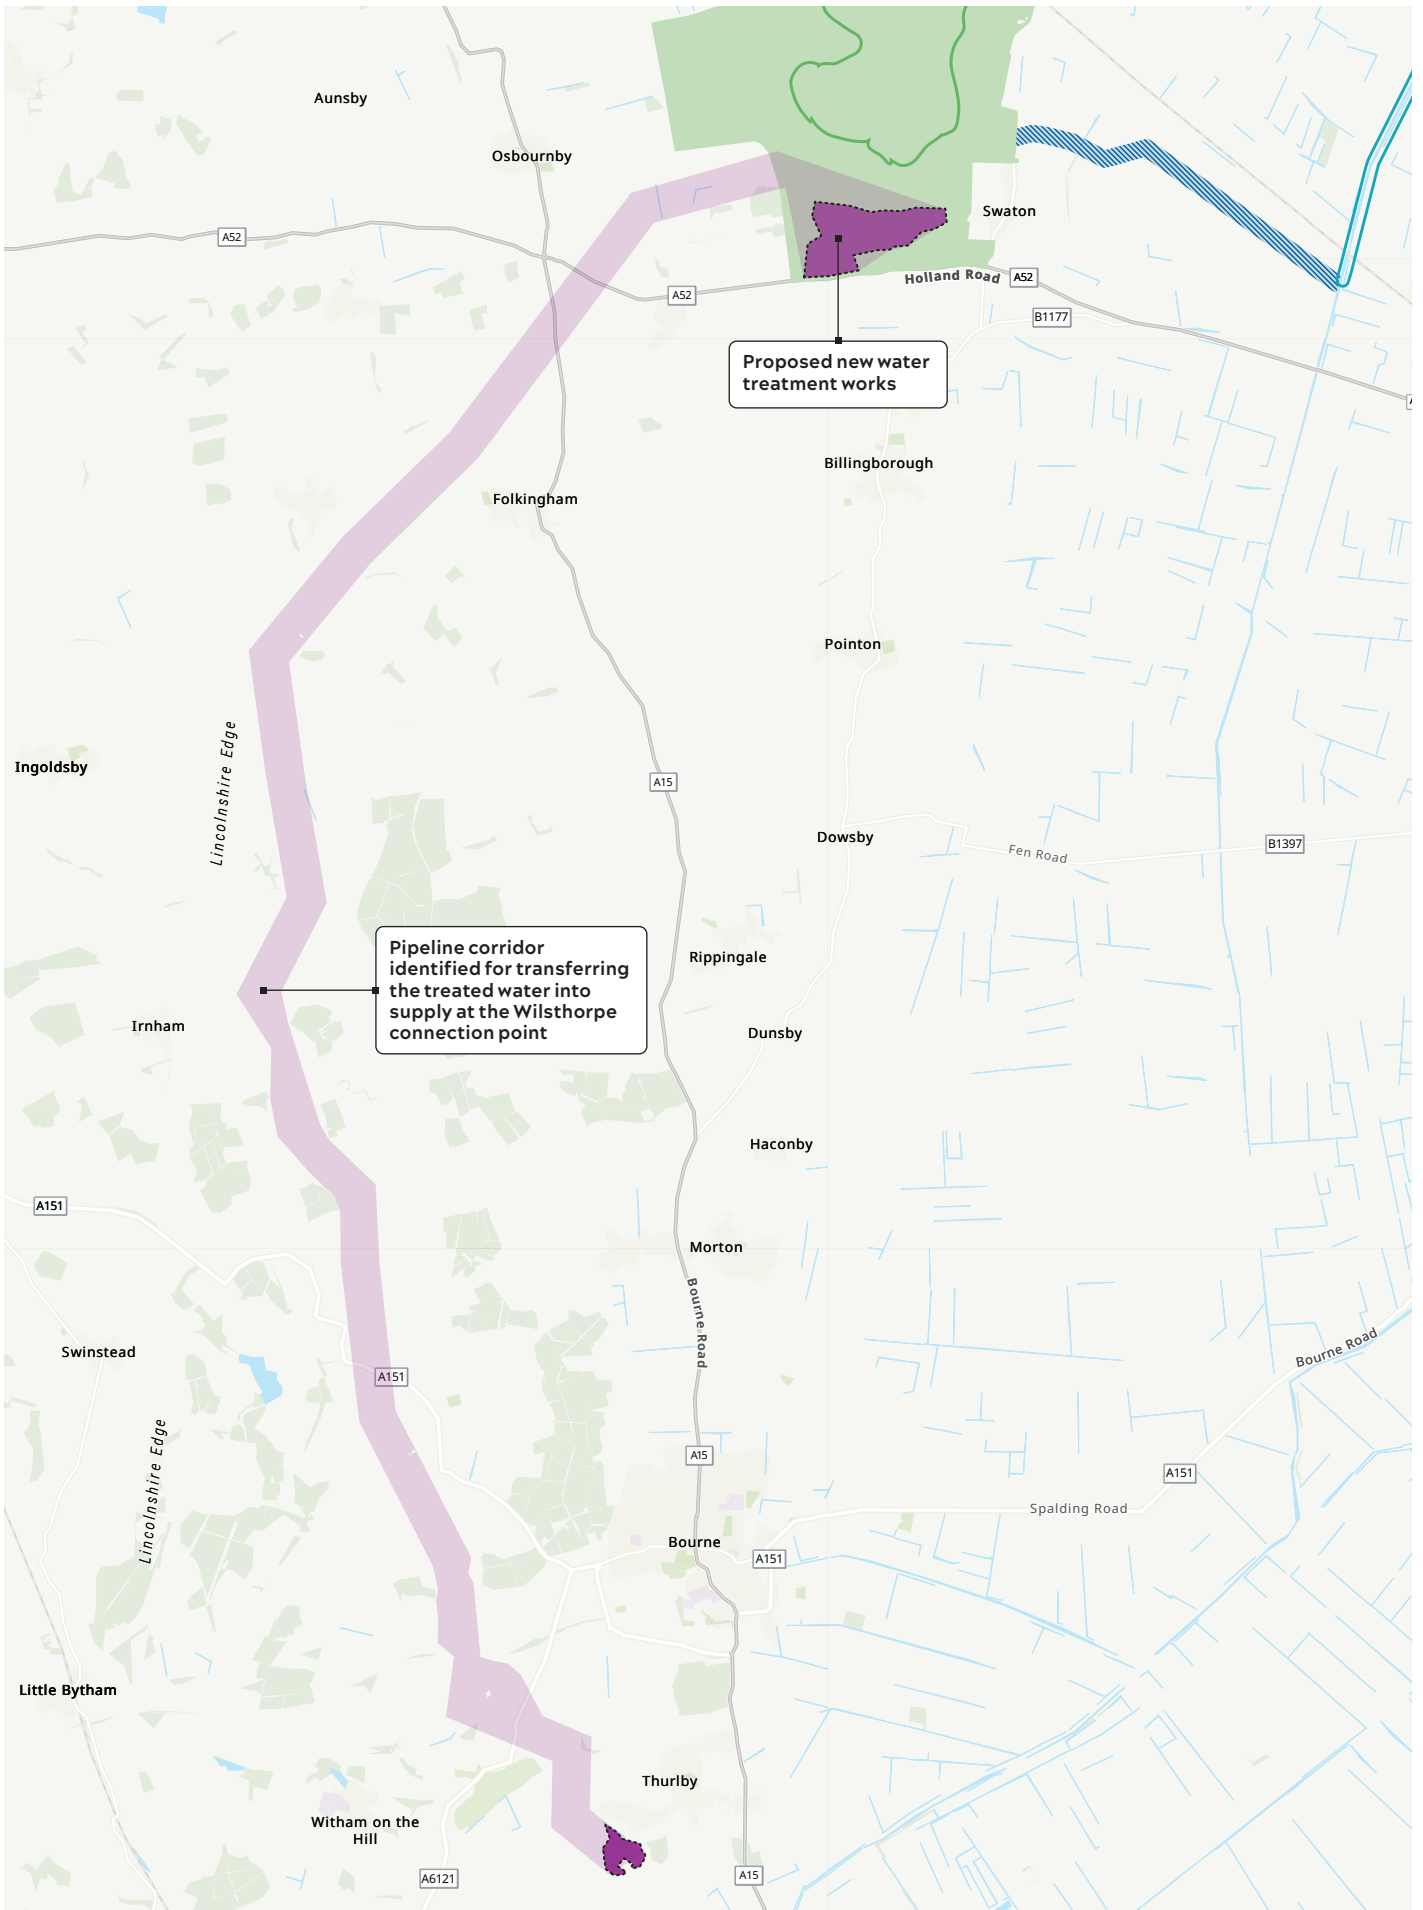 Aunsby
Osbournby
Swaton
A52
Holland Road
A52
A52
B1177
Proposed new water
treatment works
Billingborough
Folkingham
Pointon
Lincolnshire Edge
Ingoldsby
A15
Dowsby
Fen Road
B1397
Pipeline corridor
identified for transferring
the treated water into
supply at the Wilsthorpe
connection point
Rippingale
Irnham
Dunsby
Haconby
A151
Morton
Bourne Road
Bourne Road
Swinstead
A151
Lincolnshire Edge
A15
A151
Spalding Road
Bourne
A151
Little Bytham
Thurlby
Witham on the
Hill
A6121
A15